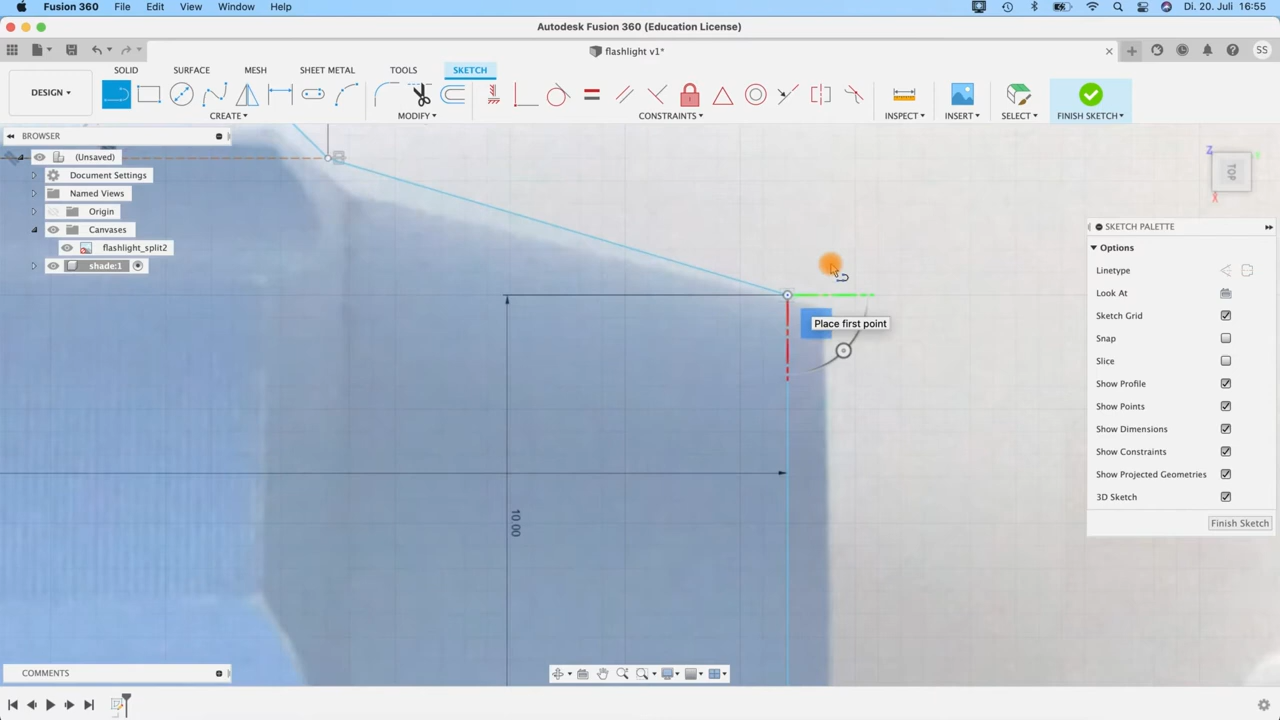 Fusion 360 File Edit View Window Help Di. 20. Juli 16:55
Autodesk Fusion 360 (Education License)
flashlight v1* SS
SOLID SURFACE MESH SHEET METAL TOOLS SKETCH
DESIGN
CREATE MODIFY CONSTRAINTS INSPECT INSERT SELECT FINISH SKETCH
BROWSER
(Unsaved)
Document Settings
Named Views
Origin
Canvases
flashlight_split2
shade:1
Z
TOP
X
SKETCH PALETTE
Options
Linetype
Look At
Sketch Grid
Snap
Slice
Show Profile
Show Points
Show Dimensions
Show Constraints
Show Projected Geometries
3D Sketch
Finish Sketch
Place first point
10.00
COMMENTS